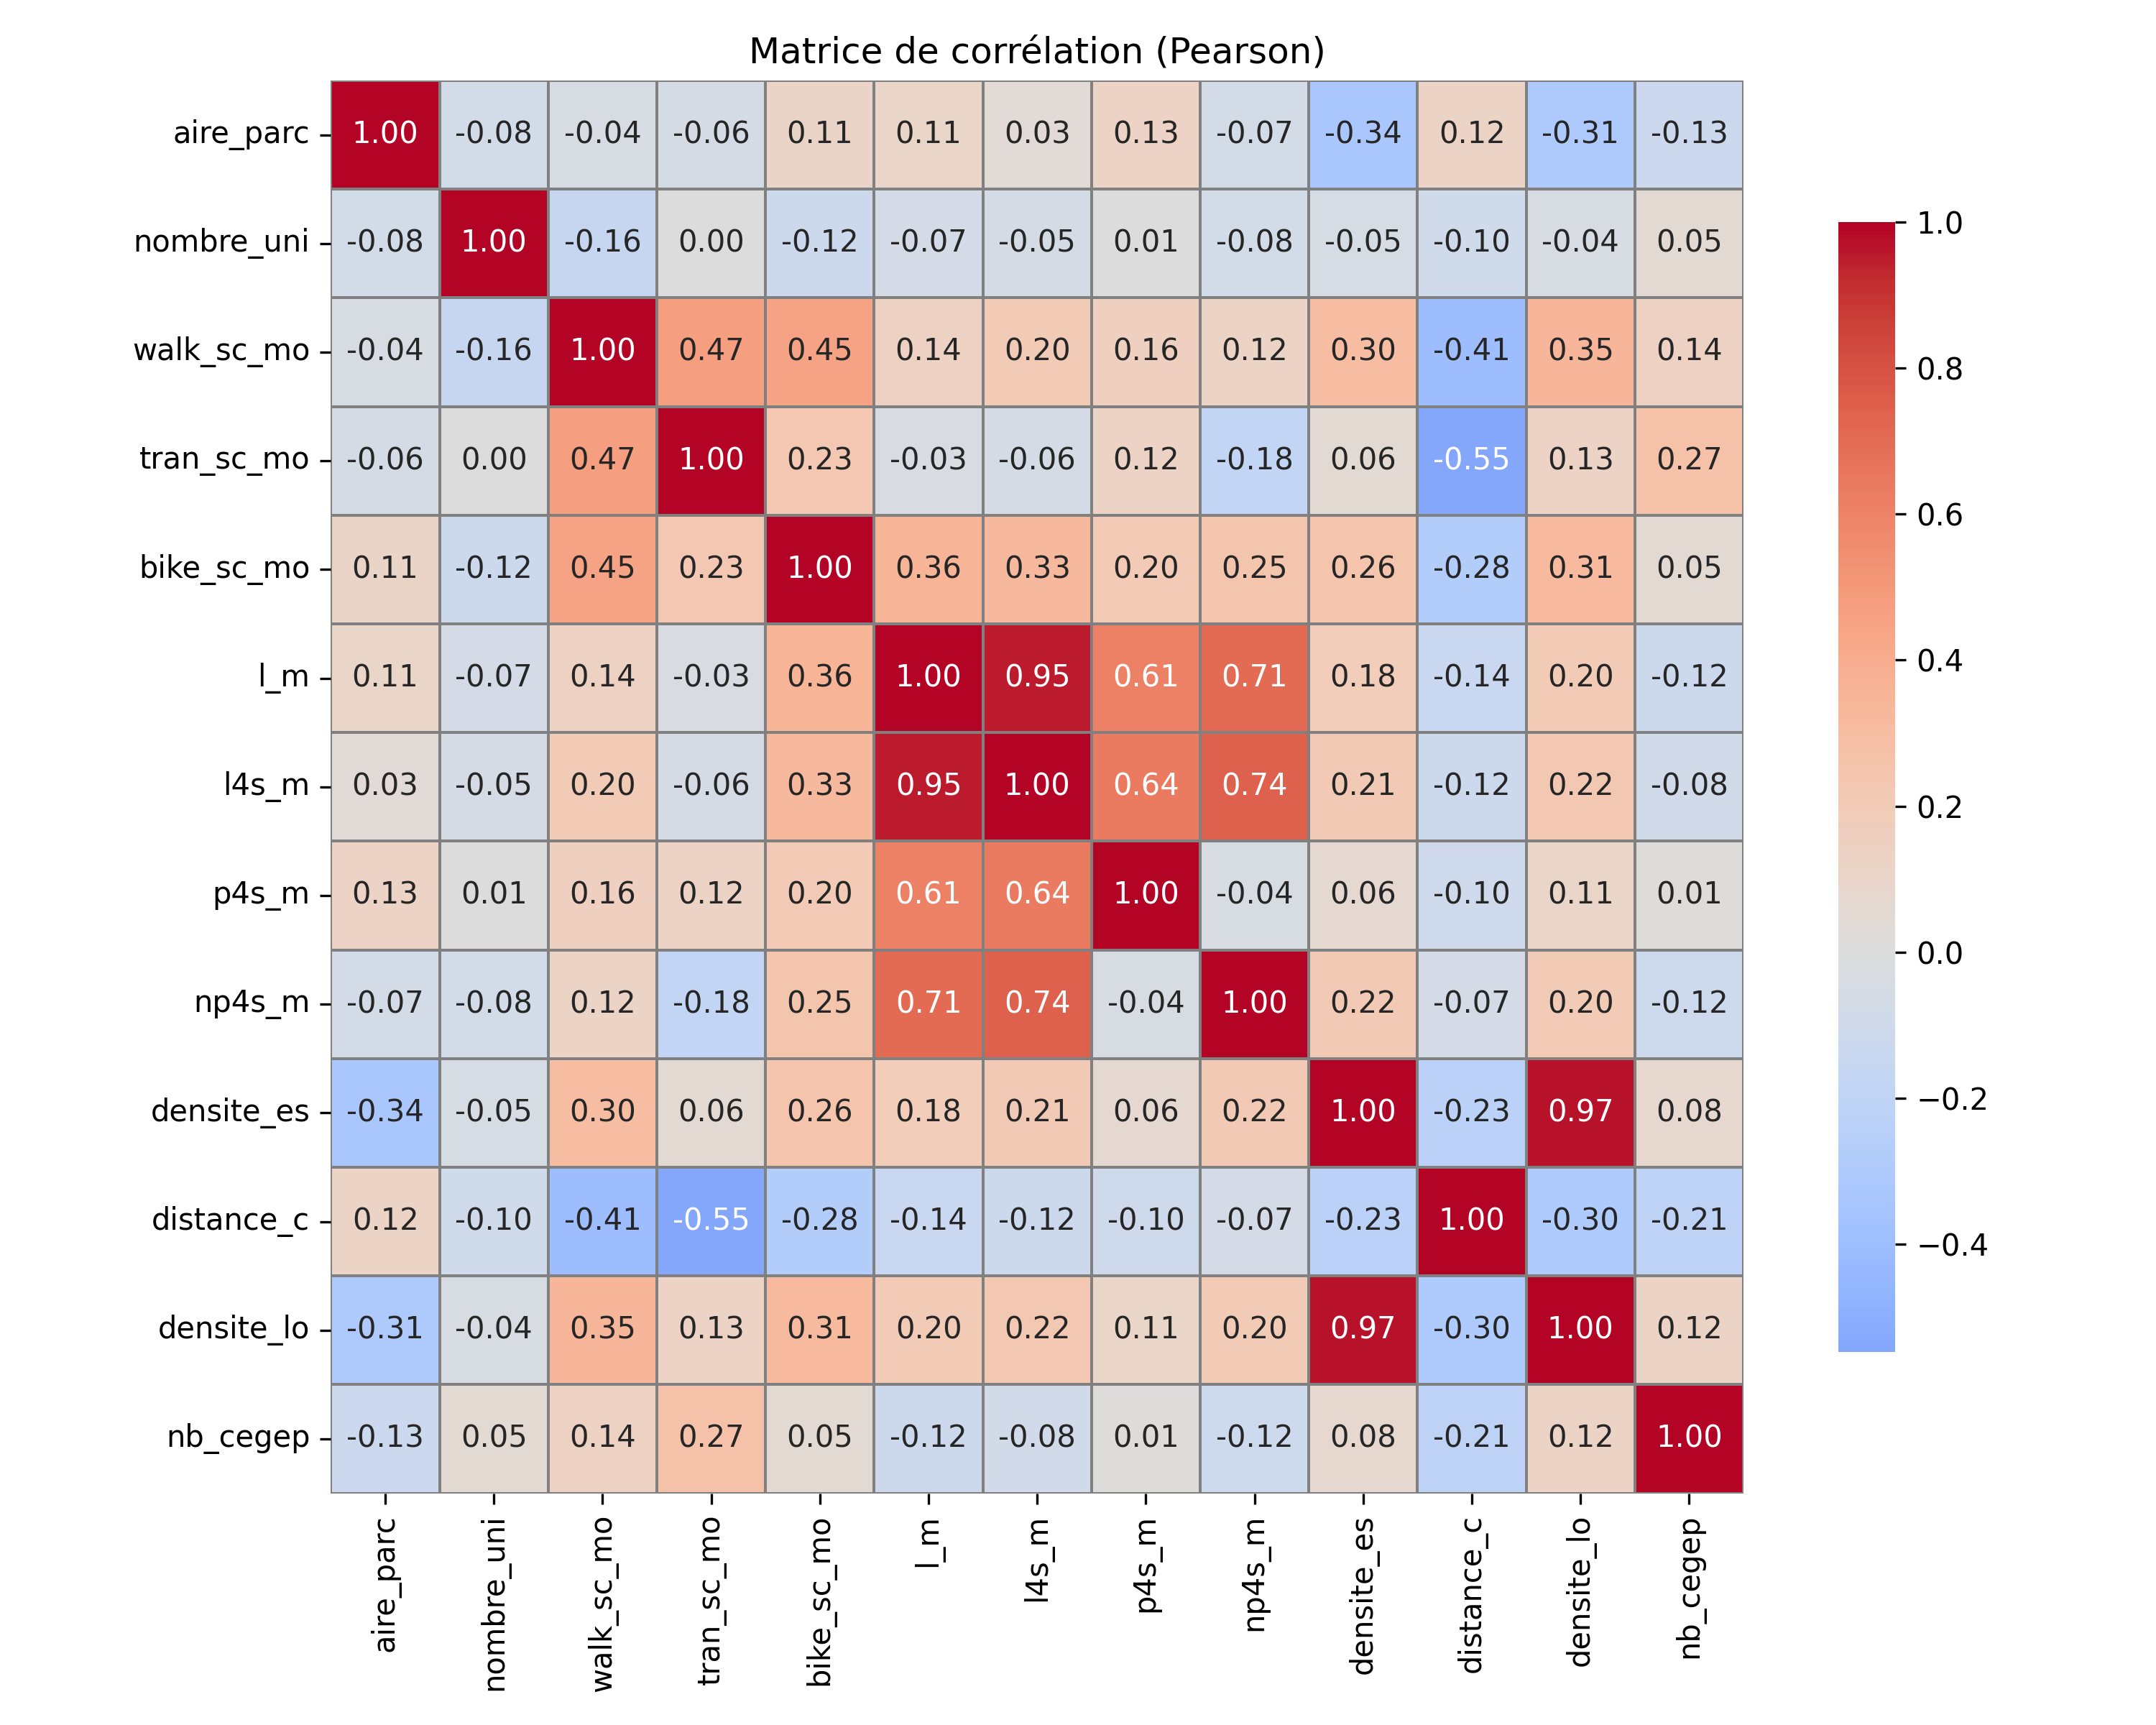 Matrice de corrélation (Pearson)
aire_parc 1.00 -0.08 -0.04 -0.06 0.11 0.11 0.03 0.13 -0.07 -0.34 0.12 -0.31 -0.13
nombre_uni -0.08 1.00 -0.16 0.00 -0.12 -0.07 -0.05 0.01 -0.08 -0.05 -0.10 -0.04 0.05
walk_sc_mo -0.04 -0.16 1.00 0.47 0.45 0.14 0.20 0.16 0.12 0.30 -0.41 0.35 0.14
tran_sc_mo -0.06 0.00 0.47 1.00 0.23 -0.03 -0.06 0.12 -0.18 0.06 -0.55 0.13 0.27
bike_sc_mo 0.11 -0.12 0.45 0.23 1.00 0.36 0.33 0.20 0.25 0.26 -0.28 0.31 0.05
l_m 0.11 -0.07 0.14 -0.03 0.36 1.00 0.95 0.61 0.71 0.18 -0.14 0.20 -0.12
l4s_m 0.03 -0.05 0.20 -0.06 0.33 0.95 1.00 0.64 0.74 0.21 -0.12 0.22 -0.08
p4s_m 0.13 0.01 0.16 0.12 0.20 0.61 0.64 1.00 -0.04 0.06 -0.10 0.11 0.01
np4s_m -0.07 -0.08 0.12 -0.18 0.25 0.71 0.74 -0.04 1.00 0.22 -0.07 0.20 -0.12
densite_es -0.34 -0.05 0.30 0.06 0.26 0.18 0.21 0.06 0.22 1.00 -0.23 0.97 0.08
distance_c 0.12 -0.10 -0.41 -0.55 -0.28 -0.14 -0.12 -0.10 -0.07 -0.23 1.00 -0.30 -0.21
densite_lo -0.31 -0.04 0.35 0.13 0.31 0.20 0.22 0.11 0.20 0.97 -0.30 1.00 0.12
nb_cegep -0.13 0.05 0.14 0.27 0.05 -0.12 -0.08 0.01 -0.12 0.08 -0.21 0.12 1.00
aire_parc
nombre_uni
walk_sc_mo
tran_sc_mo
bike_sc_mo
l_m
l4s_m
p4s_m
np4s_m
densite_es
distance_c
densite_lo
nb_cegep
1.0
0.8
0.6
0.4
0.2
0.0
−0.2
−0.4